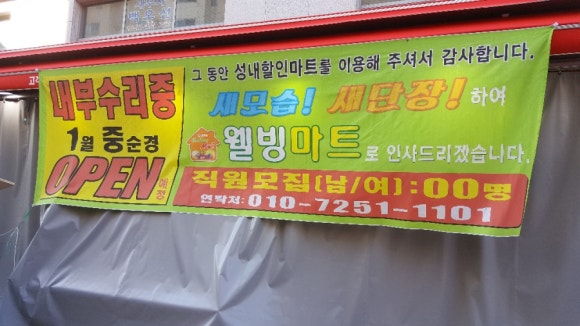 내부수리중
1월 중순경
OPEN 예정
그 동안 성내할인마트를 이용해 주셔서 감사합니다.
새모습! 새단장! 하여
웰빙마트로 인사드리겠습니다.
직원모집(남/여):00명
연락처:010-7251-1101